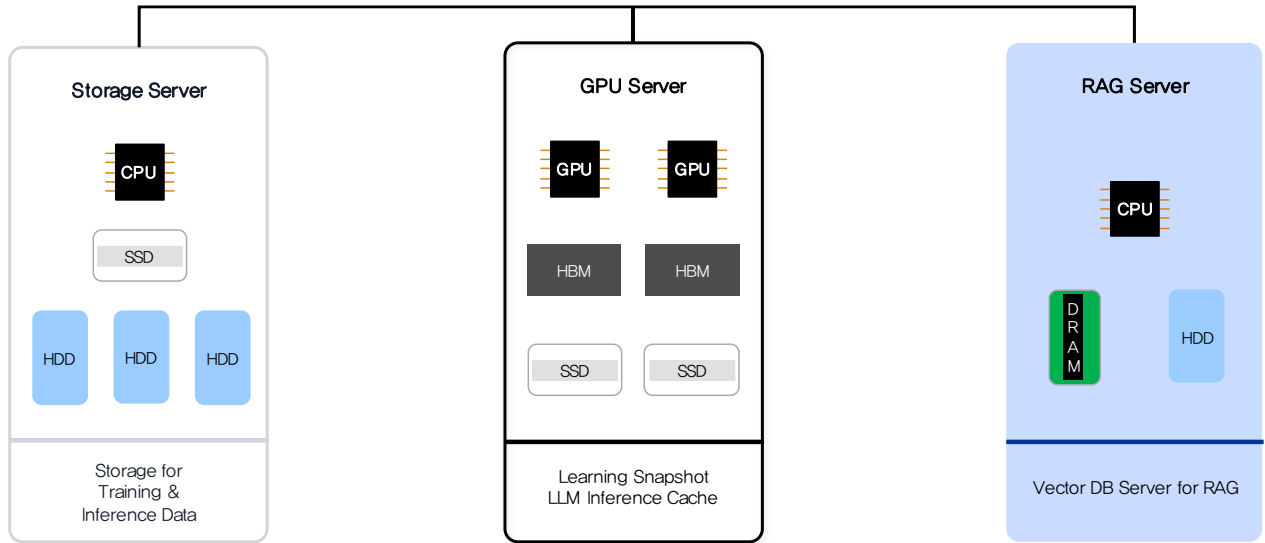 Storage Server
CPU
SSD
HDD
HDD
HDD
Storage for
Training &
Inference Data
GPU Server
GPU
GPU
HBM
HBM
SSD
SSD
Learning Snapshot
LLM Inference Cache
RAG Server
CPU
DRAM
HDD
Vector DB Server for RAG